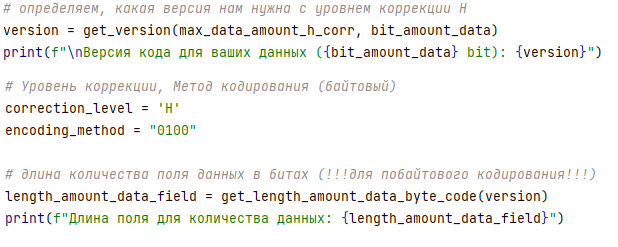 # определяем, какая версия нам нужна с уровнем коррекции H
version = get_version(max_data_amount_h_corr, bit_amount_data)
print(f"\nВерсия кода для ваших данных ({bit_amount_data} bit): {version}")
# Уровень коррекции, Метод кодирования (байтовый)
correction_level = 'H'
encoding_method = "0100"
# длина количества поля данных в битах (!!!для побайтового кодирования!!!)
length_amount_data_field = get_length_amount_data_byte_code(version)
print(f"Длина поля для количества данных: {length_amount_data_field}")